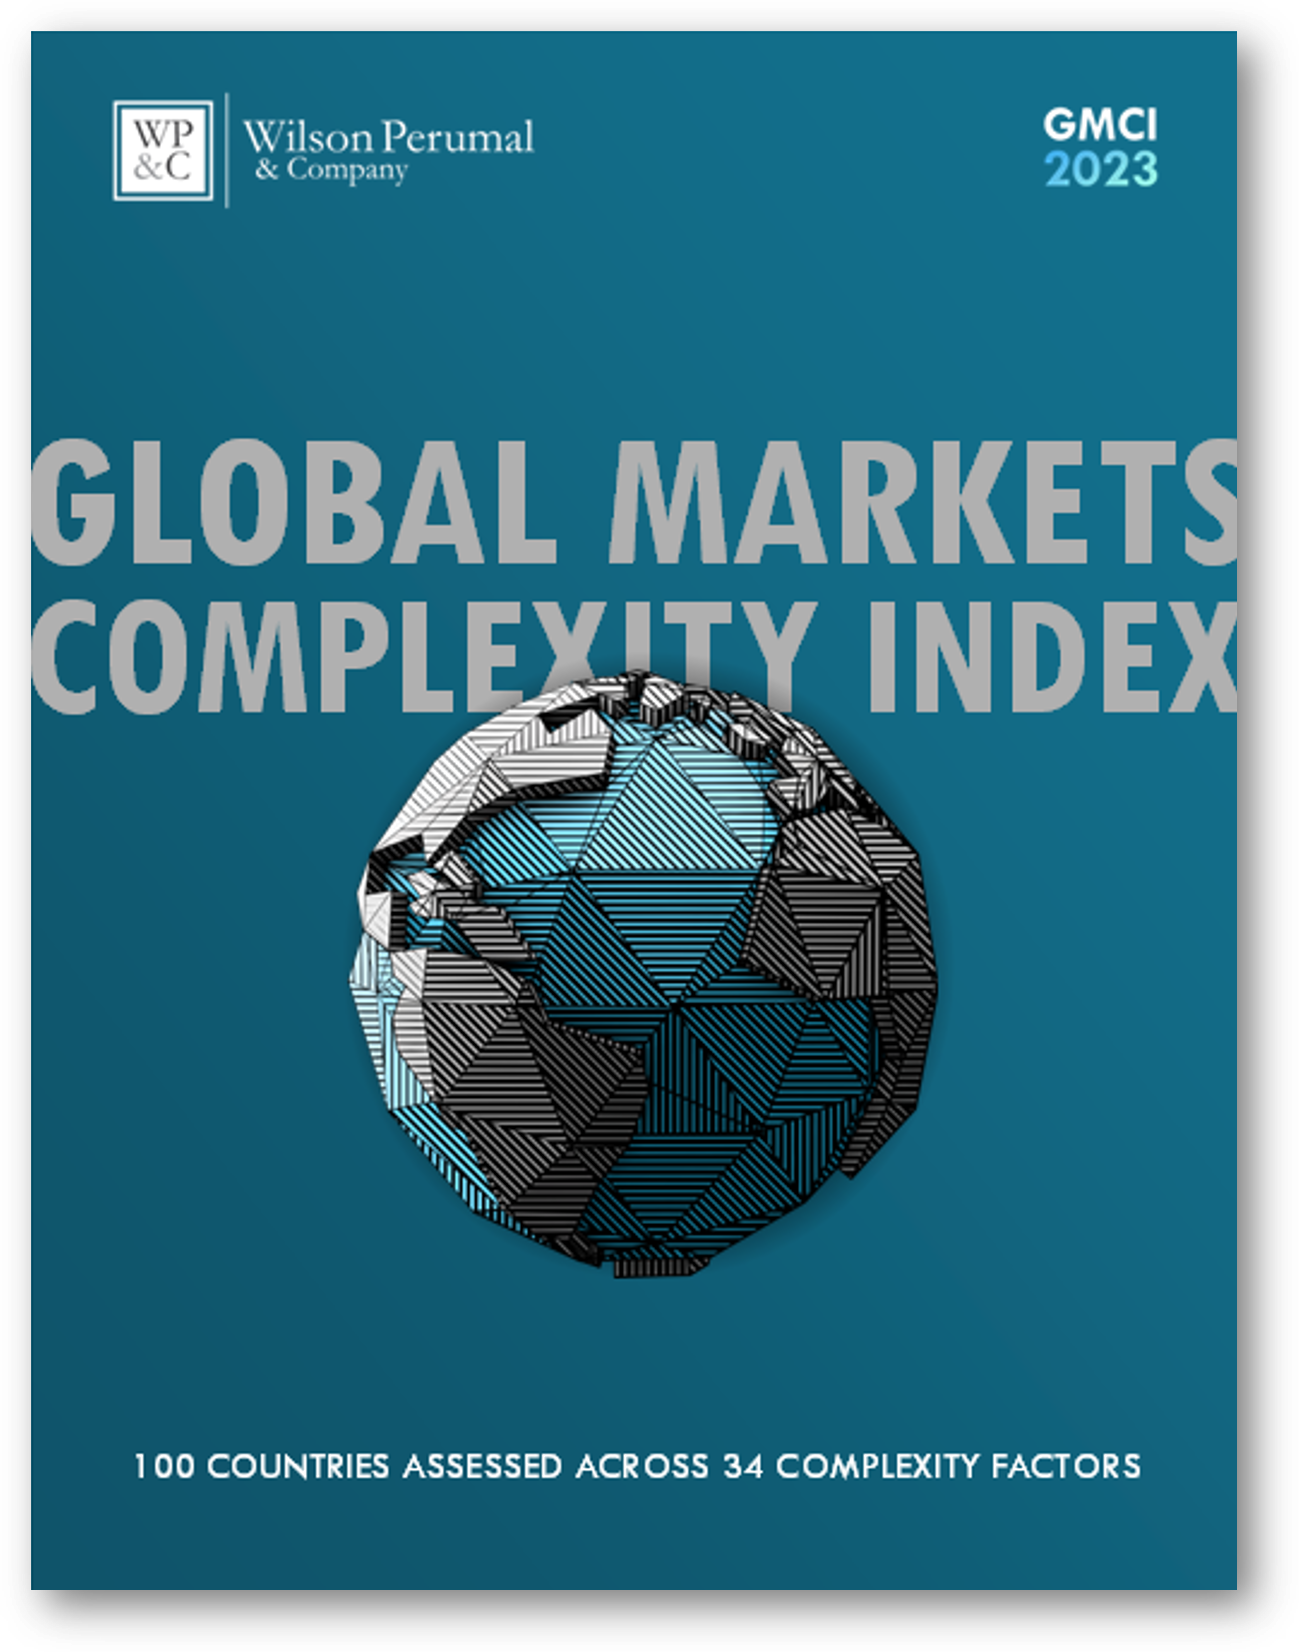 WP
&C
Wilson Perumal
& Company
GMCI
2023
GLOBAL MARKETS
COMPLEXITY INDEX
100 COUNTRIES ASSESSED ACROSS 34 COMPLEXITY FACTORS